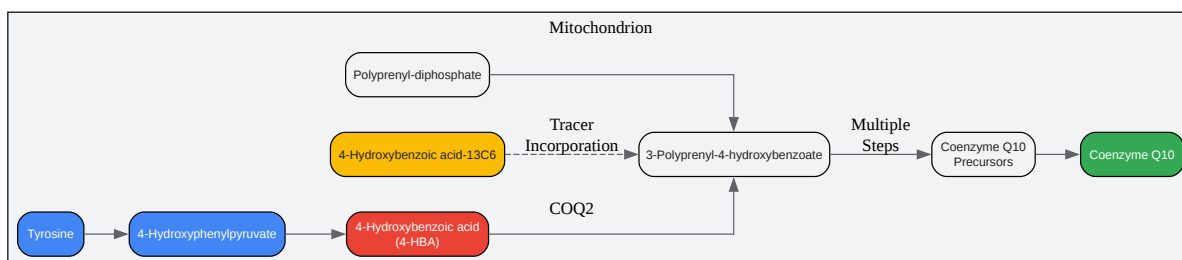 Mitochondrion
Polyprenyl-diphosphate
4-Hydroxybenzoic acid-13C6
Tracer
Incorporation
3-Polyprenyl-4-hydroxybenzoate
Multiple
Steps
Coenzyme Q10
Precursors
Coenzyme Q10
COQ2
Tyrosine
4-Hydroxyphenylpyruvate
4-Hydroxybenzoic acid
(4-HBA)